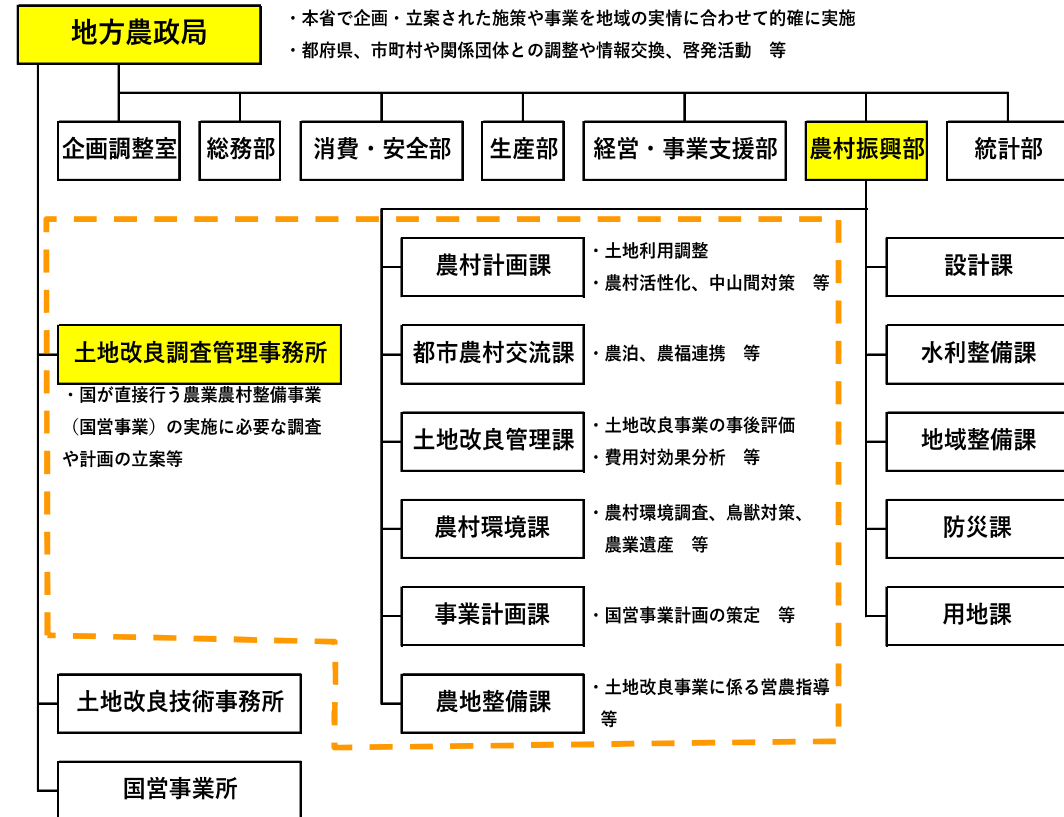 地方農政局
・本省で企画・立案された施策や事業を地域の実情に合わせて的確に実施
・都府県、市町村や関係団体との調整や情報交換、啓発活動　等
企画調整室
総務部
消費・安全部
生産部
経営・事業支援部
農村振興部
統計部
農村計画課
・土地利用調整
・農村活性化、中山間対策　等
設計課
土地改良調査管理事務所
・国が直接行う農業農村整備事業
（国営事業）の実施に必要な調査
や計画の立案等
都市農村交流課
・農泊、農福連携　等
水利整備課
土地改良管理課
・土地改良事業の事後評価
・費用対効果分析　等
地域整備課
農村環境課
・農村環境調査、鳥獣対策、
農業遺産　等
防災課
事業計画課
・国営事業計画の策定　等
用地課
土地改良技術事務所
農地整備課
・土地改良事業に係る営農指導
等
国営事業所